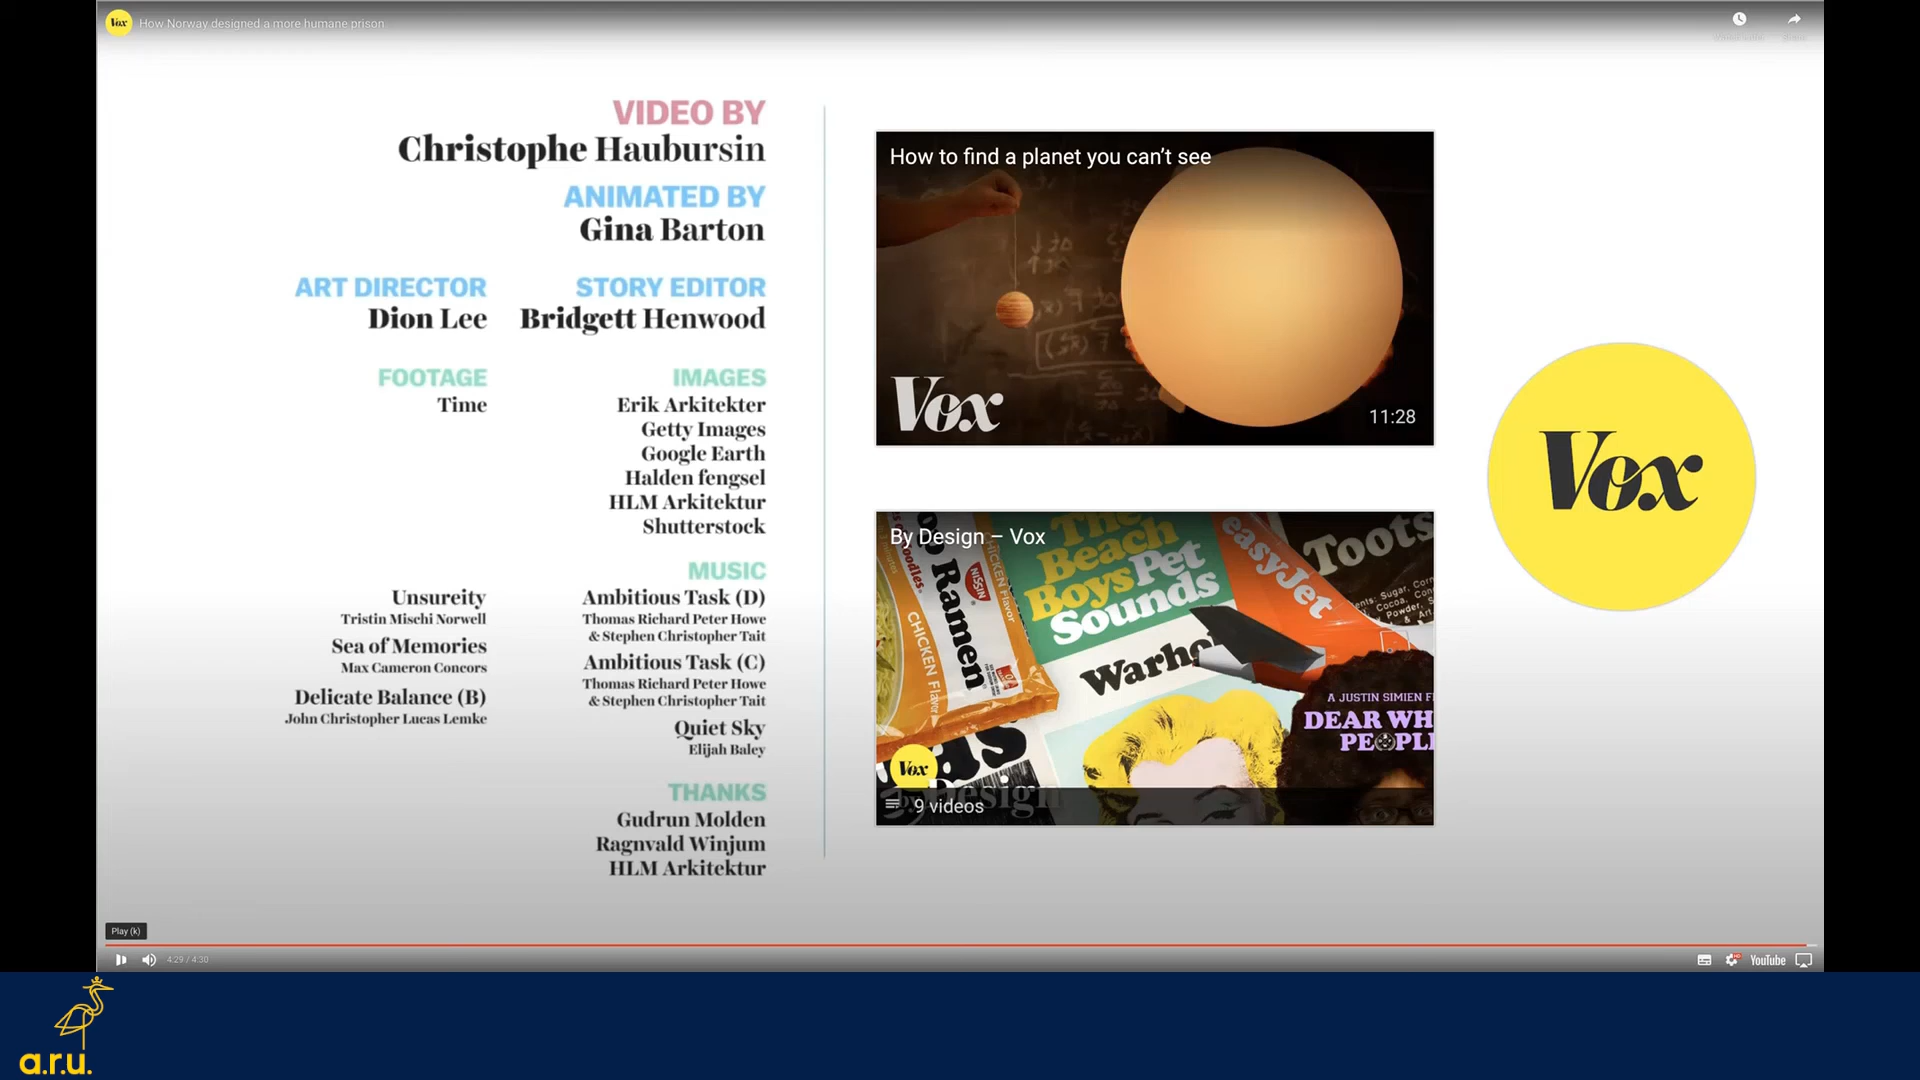 Vox
How Norway designed a more humane prison
VIDEO BY
Christophe Haubursin
ANIMATED BY
Gina Barton
ART DIRECTOR
Dion Lee
STORY EDITOR
Bridgett Henwood
FOOTAGE
Time
IMAGES
Erik Arkitekter
Getty Images
Google Earth
Halden fengsel
HLM Arkitektur
Shutterstock
MUSIC
Unsureity
Tristin Mischi Norwell
Sea of Memories
Max Cameron Concors
Delicate Balance (B)
John Christopher Lucas Lemke
Ambitious Task (D)
Thomas Richard Peter Howe
& Stephen Christopher Tait
Ambitious Task (C)
Thomas Richard Peter Howe
& Stephen Christopher Tait
Quiet Sky
Elijah Baley
THANKS
Gudrun Molden
Ragnvald Winjum
HLM Arkitektur
How to find a planet you can't see
Vox
11:28
By Design – Vox
Ramen
NISSIN
CHICKEN Flavor
The
Beach
Boys Pet
Sounds
easyJet
Toots
Warho
A JUSTIN SIMIEN F
DEAR WH
PEOPL
Vox
Design
9 videos
Vox
Play (k)
4:29 / 4:30
YouTube
a.r.u.